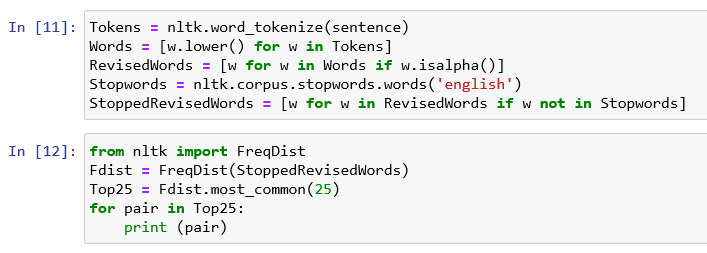 In [11]: Tokens = nltk.word_tokenize(sentence)
Words = [w.lower() for w in Tokens]
RevisedWords = [w for w in Words if w.isalpha()]
Stopwords = nltk.corpus.stopwords.words('english')
StoppedRevisedWords = [w for w in RevisedWords if w not in Stopwords]
In [12]: from nltk import FreqDist
Fdist = FreqDist(StoppedRevisedWords)
Top25 = Fdist.most_common(25)
for pair in Top25:
    print (pair)